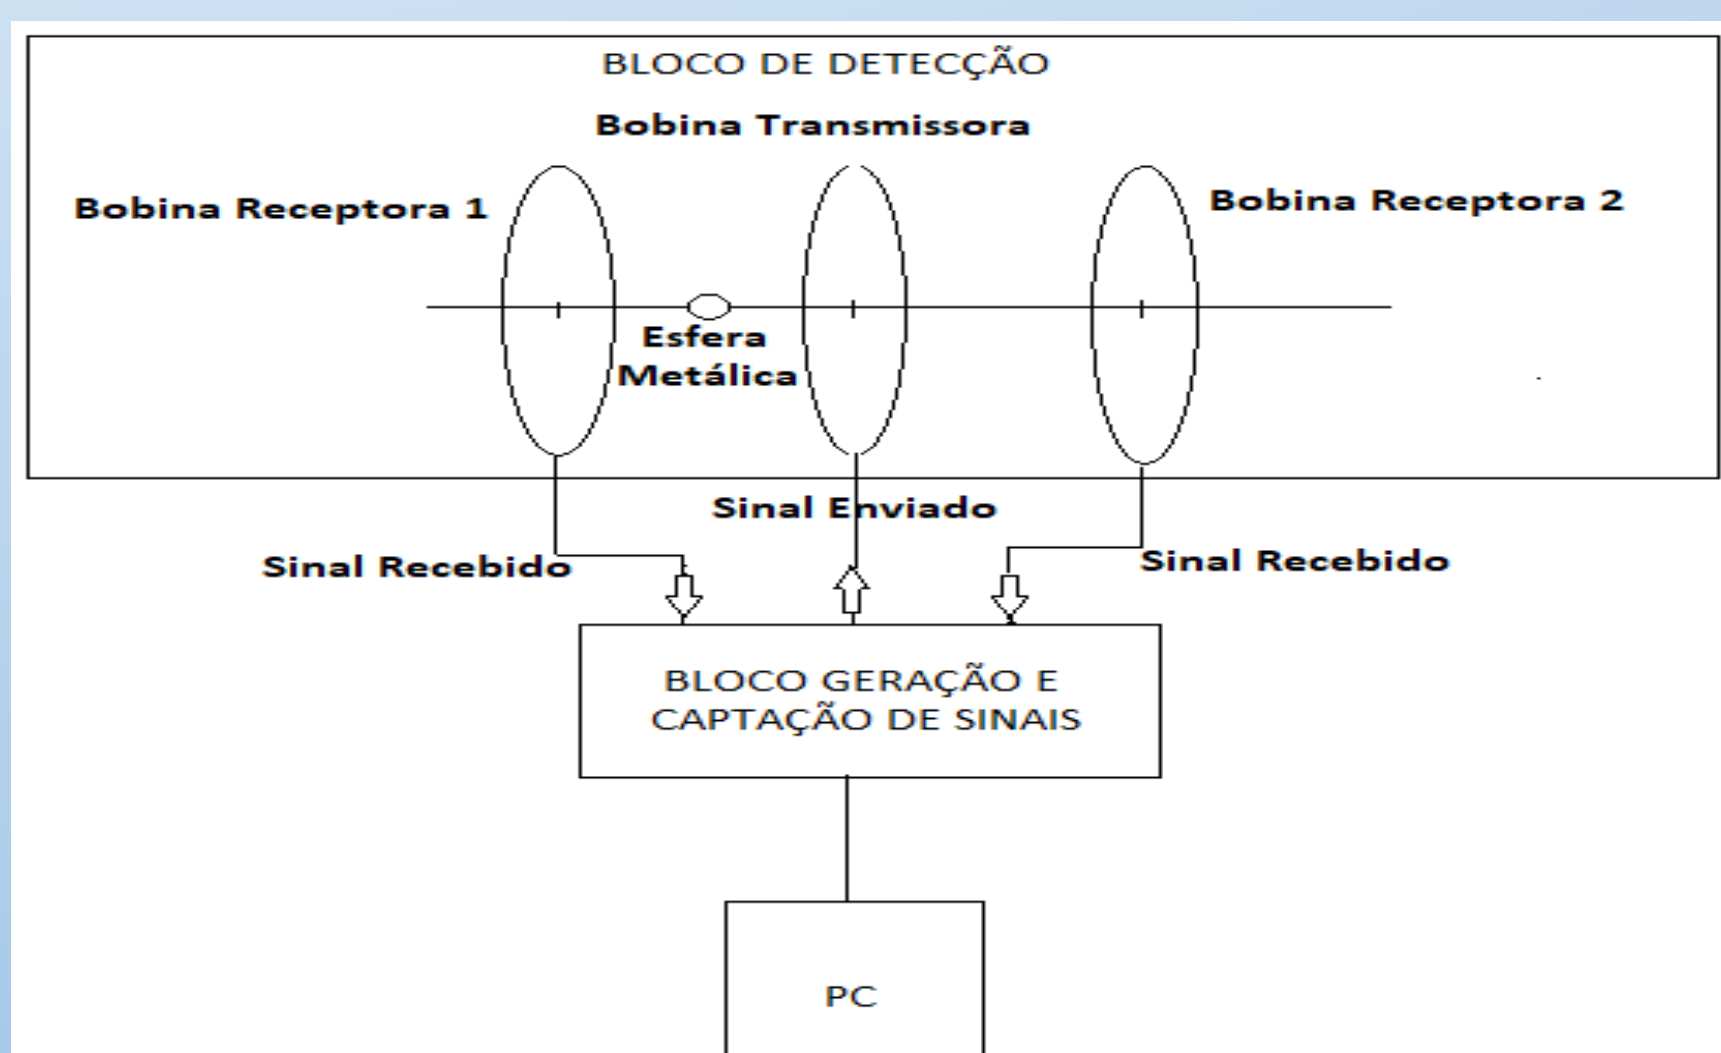 BLOCO DE DETECÇÃO
Bobina Transmissora
Bobina Receptora 1
Bobina Receptora 2
Esfera
Metálica
Sinal Enviado
Sinal Recebido
Sinal Recebido
BLOCO GERAÇÃO E
CAPTAÇÃO DE SINAIS
PC